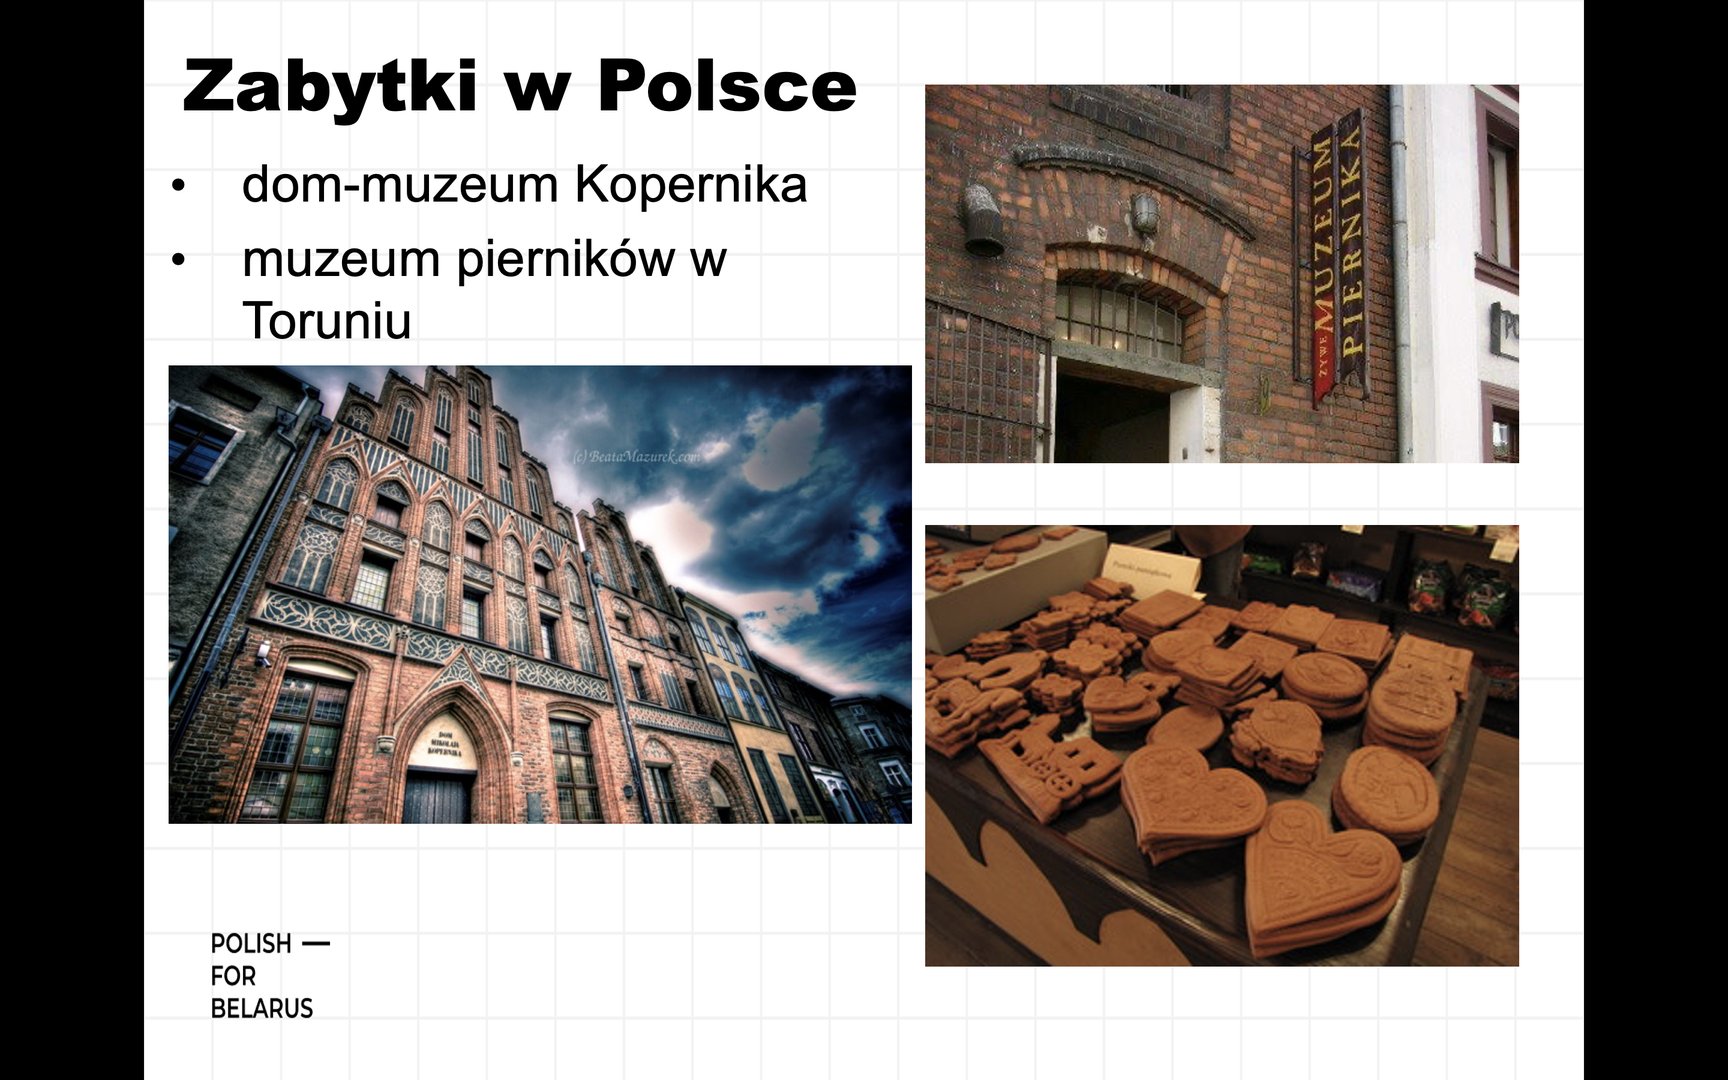 Zabytki w Polsce
• dom-muzeum Kopernika
• muzeum pierników w
Toruniu
ŻYWE MUZEUM
PIERNIKA
(c) BeataMazurek.com
DOM
MIKOŁAJA
KOPERNIKA
POLISH —
FOR
BELARUS